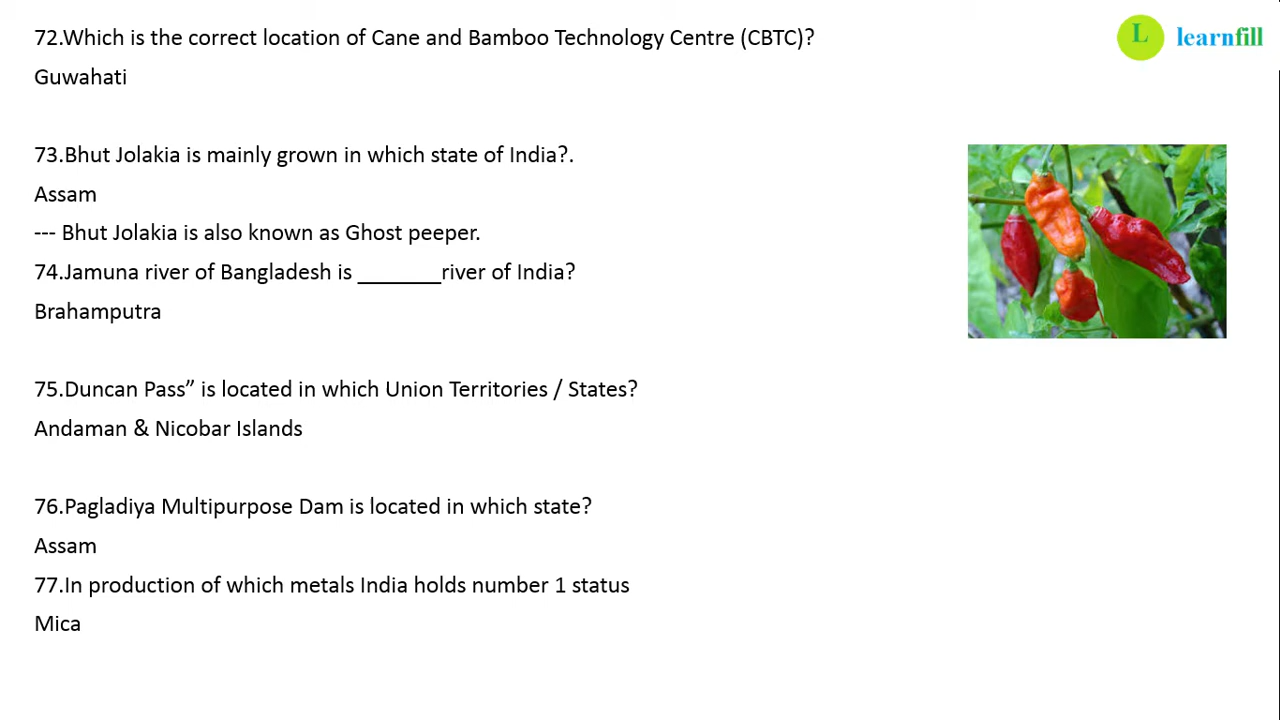 72.Which is the correct location of Cane and Bamboo Technology Centre (CBTC)?
L learnfill
Guwahati
73.Bhut Jolakia is mainly grown in which state of India?.
Assam
--- Bhut Jolakia is also known as Ghost peeper.
74.Jamuna river of Bangladesh is _______river of India?
Brahamputra
75.Duncan Pass” is located in which Union Territories / States?
Andaman & Nicobar Islands
76.Pagladiya Multipurpose Dam is located in which state?
Assam
77.In production of which metals India holds number 1 status
Mica